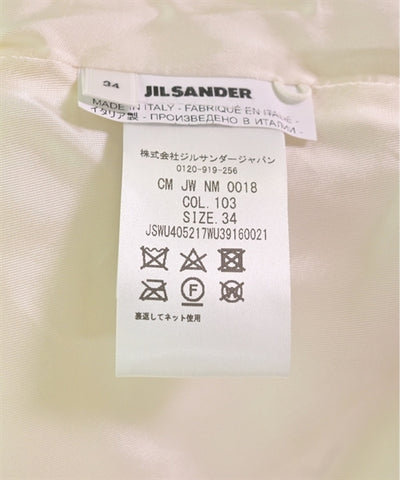 34
JIL SANDER
MADE IN ITALY - FABRIQUÉ EN ITALIE
イタリア製 - ПРОИЗВЕДЕНО В ИТАЛИИ -
株式会社ジルサンダージャパン
0120-919-256
CM JW NM 0018
COL. 103
SIZE. 34
JSWU405217WU39160021
F W
裏返してネット使用